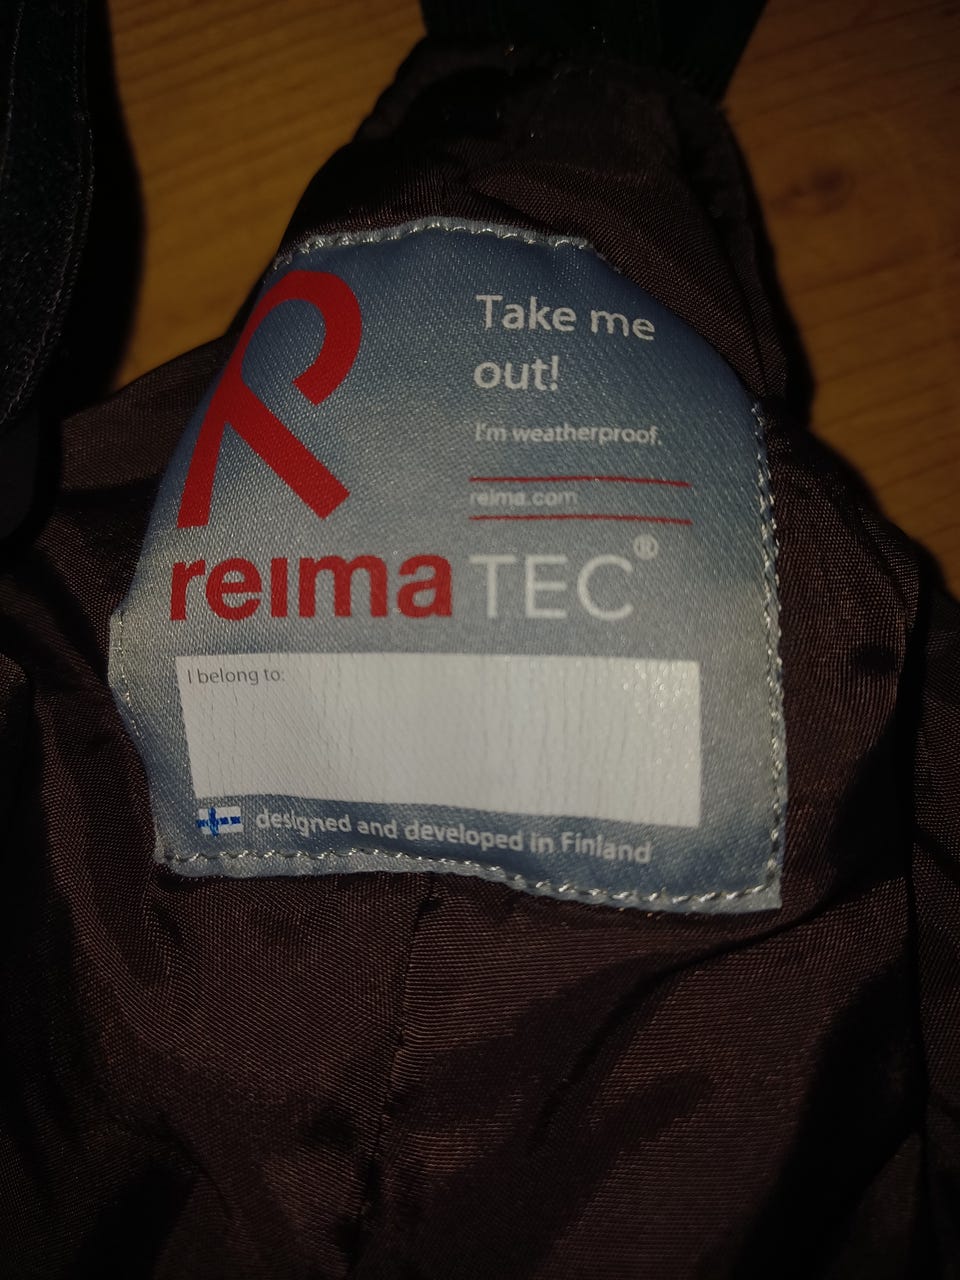 Take me
out!
I'm weatherproof.
reima.com
reima TEC®
I belong to:
designed and developed in Finland